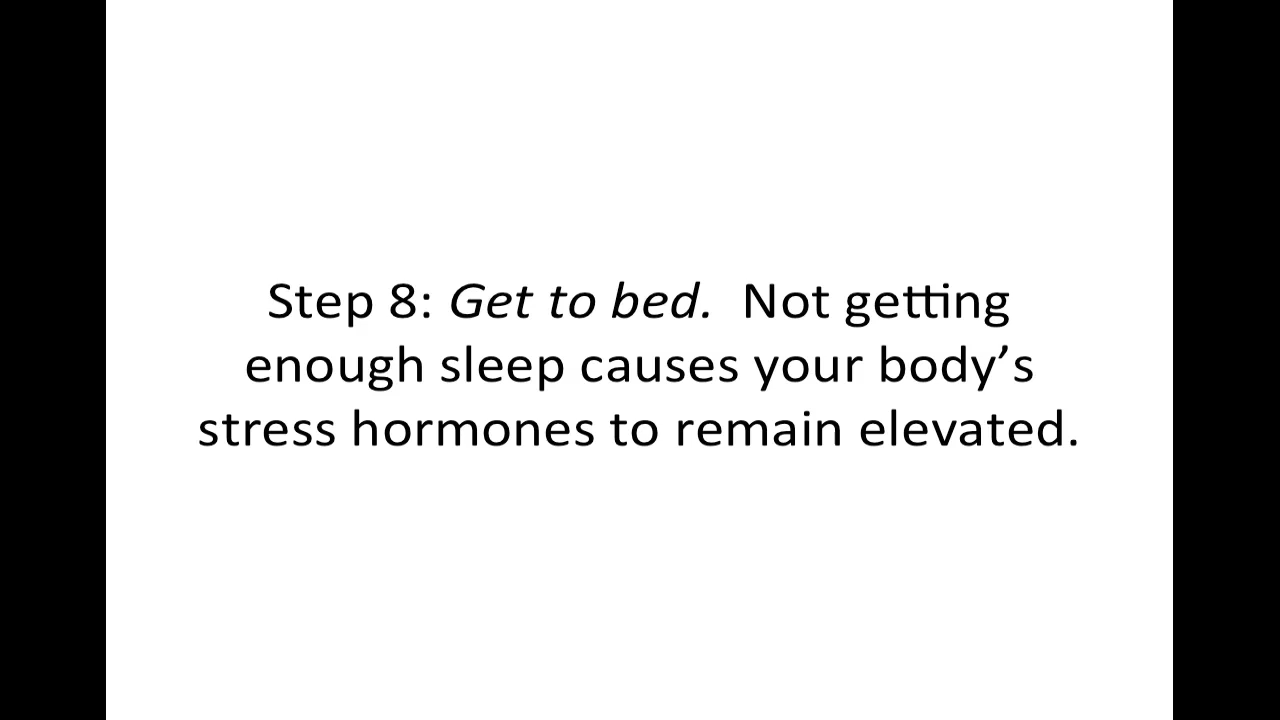 Step 8: Get to bed.  Not getting
enough sleep causes your body’s
stress hormones to remain elevated.